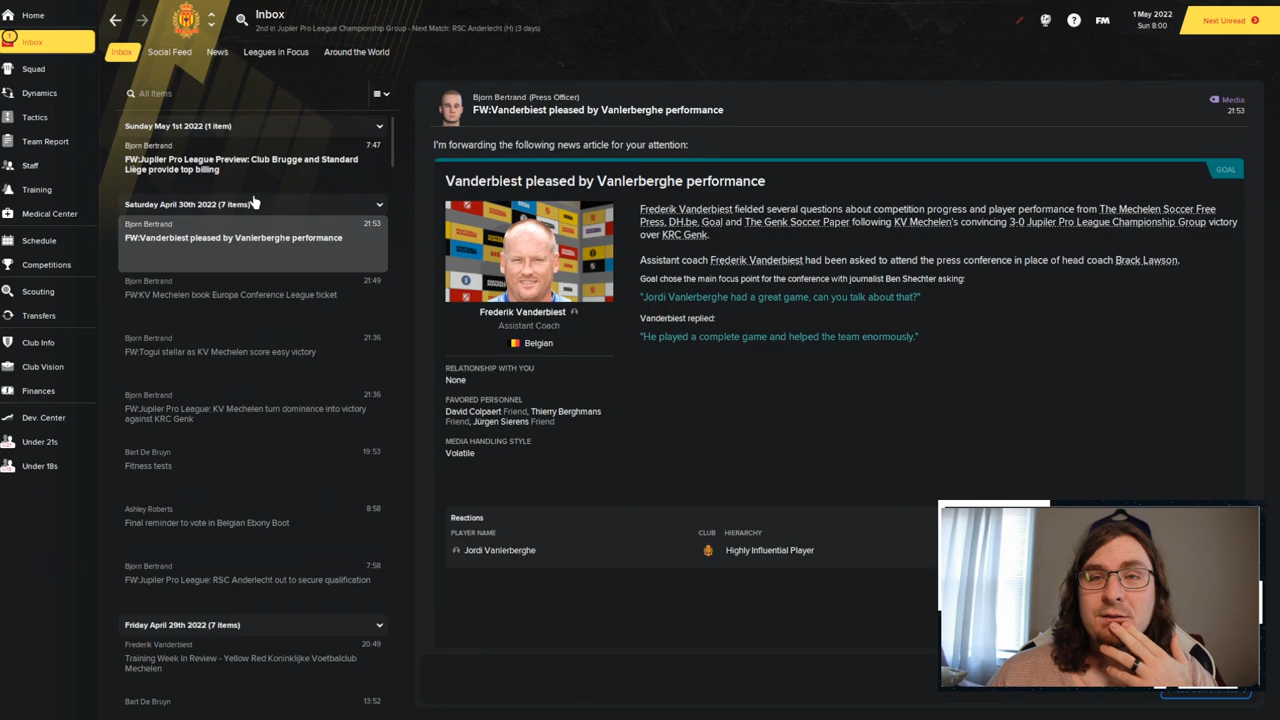 Home
Inbox
Squad
Dynamics
Tactics
Team Report
Staff
Training
Medical Center
Schedule
Competitions
Scouting
Transfers
Club Info
Club Vision
Finances
Dev. Center
Under 21s
Under 18s
Inbox
2nd in Jupiler Pro League Championship Group - Next Match: RSC Anderlecht (H) (3 days)
FM
1 May 2022
Sun 8:00
Next Unread
Inbox
Social Feed
News
Leagues in Focus
Around the World
All Items
Sunday May 1st 2022 (1 item)
Bjorn Bertrand 7:47
FW:Jupiler Pro League Preview: Club Brugge and Standard
Liège provide top billing
Saturday April 30th 2022 (7 items)
Bjorn Bertrand 21:53
FW:Vanderbiest pleased by Vanlerberghe performance
Bjorn Bertrand 21:49
FW:KV Mechelen book Europa Conference League ticket
Bjorn Bertrand 21:36
FW:Togui stellar as KV Mechelen score easy victory
Bjorn Bertrand 21:36
FW:Jupiler Pro League: KV Mechelen turn dominance into victory
against KRC Genk
Bart De Bruyn 19:53
Fitness tests
Ashley Roberts 8:58
Final reminder to vote in Belgian Ebony Boot
Bjorn Bertrand 7:58
FW:Jupiler Pro League: RSC Anderlecht out to secure qualification
Friday April 29th 2022 (7 items)
Frederik Vanderbiest 20:49
Training Week In Review - Yellow Red Koninklijke Voetbalclub
Mechelen
Bart De Bruyn 13:52
Bjorn Bertrand (Press Officer)
FW:Vanderbiest pleased by Vanlerberghe performance
Media
21:53
I'm forwarding the following news article for your attention:
GOAL
Vanderbiest pleased by Vanlerberghe performance
Frederik Vanderbiest
Assistant Coach
Belgian
RELATIONSHIP WITH YOU
None
FAVORED PERSONNEL
David Colpaert Friend, Thierry Berghmans
Friend, Jürgen Sierens Friend
MEDIA HANDLING STYLE
Volatile
Frederik Vanderbiest fielded several questions about competition progress and player performance from The Mechelen Soccer Free
Press, DH.be, Goal and The Genk Soccer Paper following KV Mechelen's convincing 3-0 Jupiler Pro League Championship Group victory
over KRC Genk.
Assistant coach Frederik Vanderbiest had been asked to attend the press conference in place of head coach Brack Lawson.
Goal chose the main focus point for the conference with journalist Ben Shechter asking:
"Jordi Vanlerberghe had a great game, can you talk about that?"
Vanderbiest replied:
"He played a complete game and helped the team enormously."
Reactions
PLAYER NAME CLUB HIERARCHY
Jordi Vanlerberghe Highly Influential Player